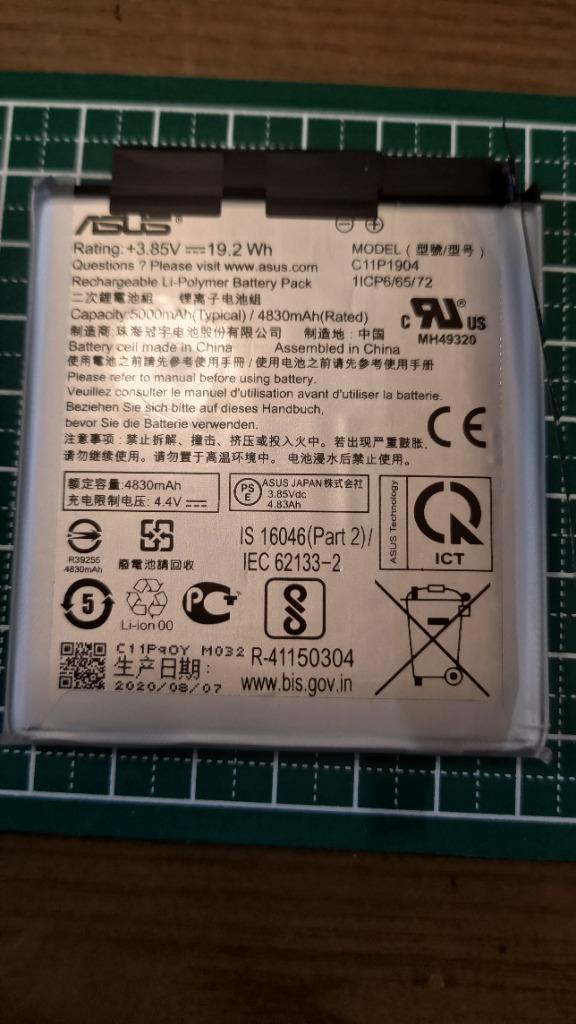 ASUS®
Rating: +3.85V ⎓ 19.2 Wh
Questions ? Please visit www.asus.com
Rechargeable Li-Polymer Battery Pack
二次鋰電池組 锂离子电池组
Capacity:5000mAh(Typical) / 4830mAh(Rated)
制造商：珠海冠宇电池股份有限公司 制造地：中国
Battery cell made in China Assembled in China
使用電池之前請先參考使用手冊 / 使用电池之前请先参考使用手册
Please refer to manual before using battery.
Veuillez consulter le manuel d'utilisation avant d'utiliser la batterie.
Beziehen Sie sich bitte auf dieses Handbuch,
bevor Sie die Batterie verwenden.
注意事项：禁止拆解、撞击、挤压或投入火中。若出现严重鼓胀，
请勿继续使用。请勿置于高温环境中。电池浸水后禁止使用。
MODEL（型號/型号）
C11P1904
1ICP6/65/72
c RU® US
MH49320
CE
额定容量: 4830mAh
充电限制电压: 4.4V ⎓
PS
E
ASUS JAPAN 株式会社
3.85Vdc
4.83Ah
ASUS Technology
ICT
R39255
4830mAh
廢電池請回收
IS 16046(Part 2)/
IEC 62133-2
5
Li-ion 00
R-41150304
www.bis.gov.in
C11P90Y M032
生产日期:
2020/08/07